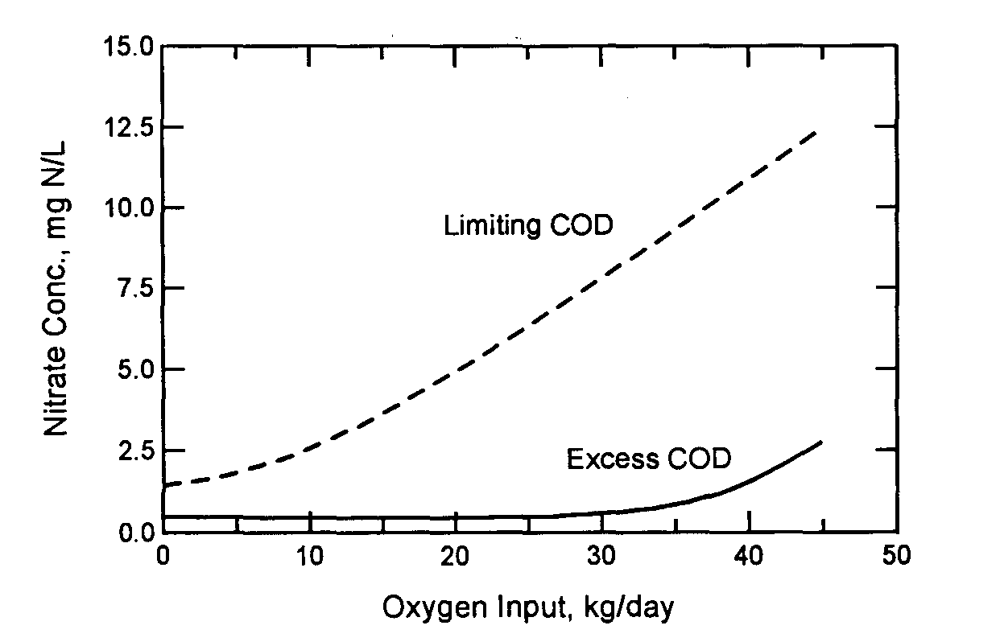 15.0
12.5
10.0
7.5
5.0
2.5
0.0
Nitrate Conc., mg N/L
Limiting COD
Excess COD
0 10 20 30 40 50
Oxygen Input, kg/day